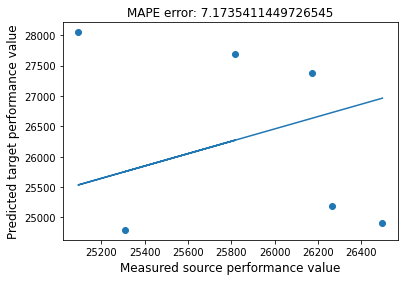 MAPE error: 7.1735411449726545
Predicted target performance value
28000
27500
27000
26500
26000
25500
25000
25200 25400 25600 25800 26000 26200 26400
Measured source performance value